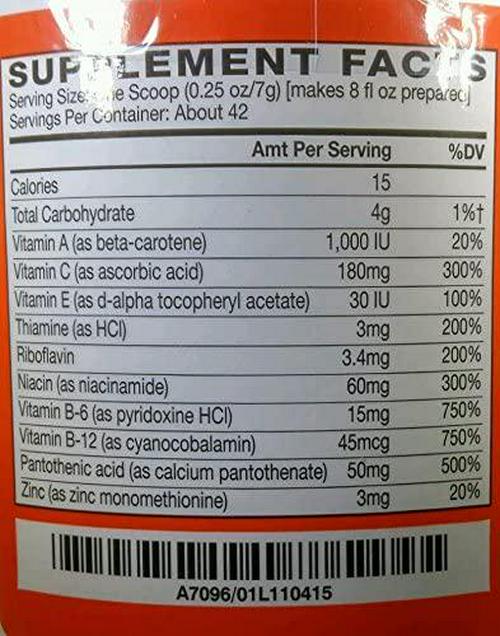 SUPPLEMENT FACTS
Serving Size: One Scoop (0.25 oz/7g) [makes 8 fl oz prepared]
Servings Per Container: About 42
Amt Per Serving %DV
Calories 15
Total Carbohydrate 4g 1%†
Vitamin A (as beta-carotene) 1,000 IU 20%
Vitamin C (as ascorbic acid) 180mg 300%
Vitamin E (as d-alpha tocopheryl acetate) 30 IU 100%
Thiamine (as HCl) 3mg 200%
Riboflavin 3.4mg 200%
Niacin (as niacinamide) 60mg 300%
Vitamin B-6 (as pyridoxine HCl) 15mg 750%
Vitamin B-12 (as cyanocobalamin) 45mcg 750%
Pantothenic acid (as calcium pantothenate) 50mg 500%
Zinc (as zinc monomethionine) 3mg 20%
A7096/01L110415